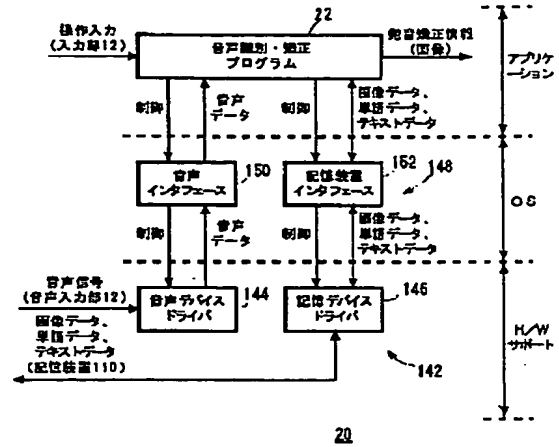 22
操作入力
(入力部12)
音声識別・矯正
プログラム
発音矯正情報
(画像)
アプリケ
ーション
制御
音声
データ
制御
画像データ、
単語データ、
テキストデータ
音声
インタフェース
150
記憶装置
インタフェース
152
148
OS
制御
音声
データ
制御
画像データ、
単語データ、
テキストデータ
音声信号
(音声入力部12)
音声デバイス
ドライバ
144
記憶デバイス
ドライバ
146
H/W
サポート
画像データ、
単語データ、
テキストデータ
(記憶装置110)
142
20